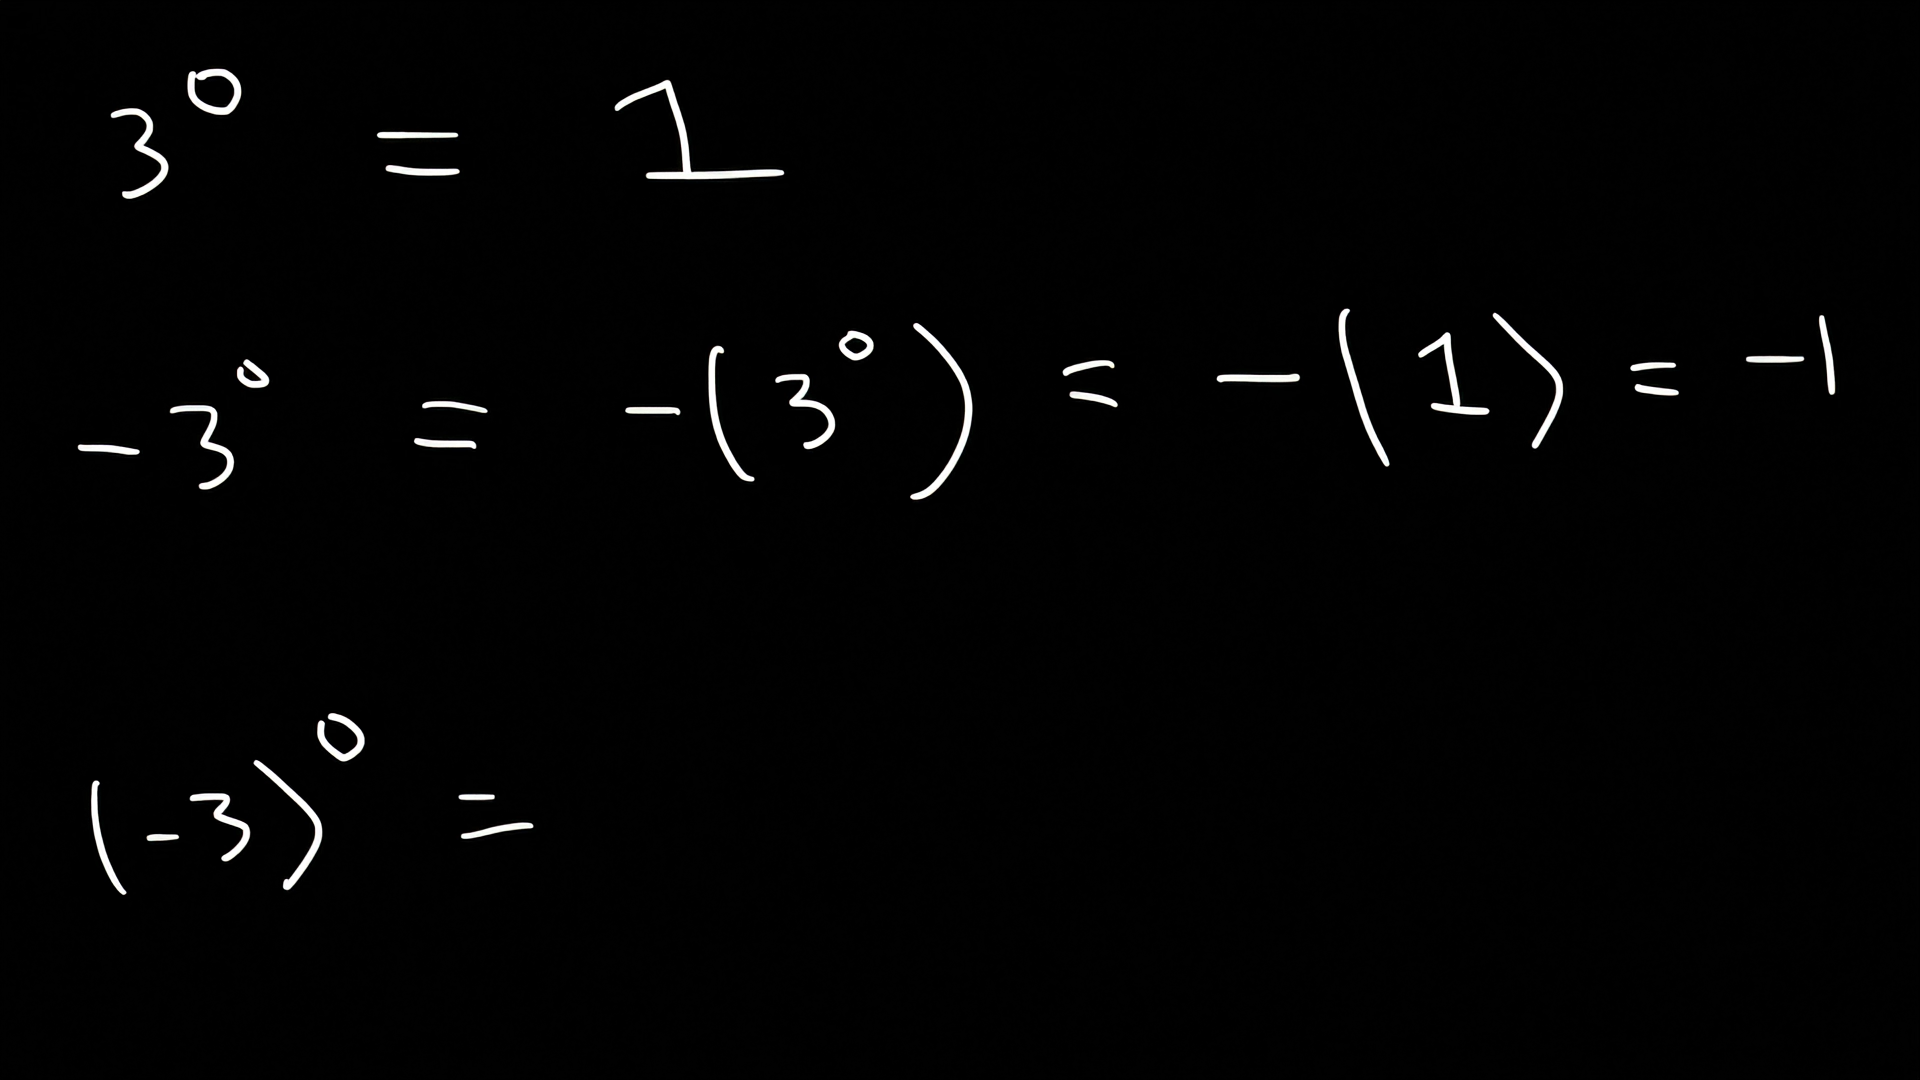 3⁰ = 1
-3⁰ = -(3⁰) = -(1) = -1
(-3)⁰ =